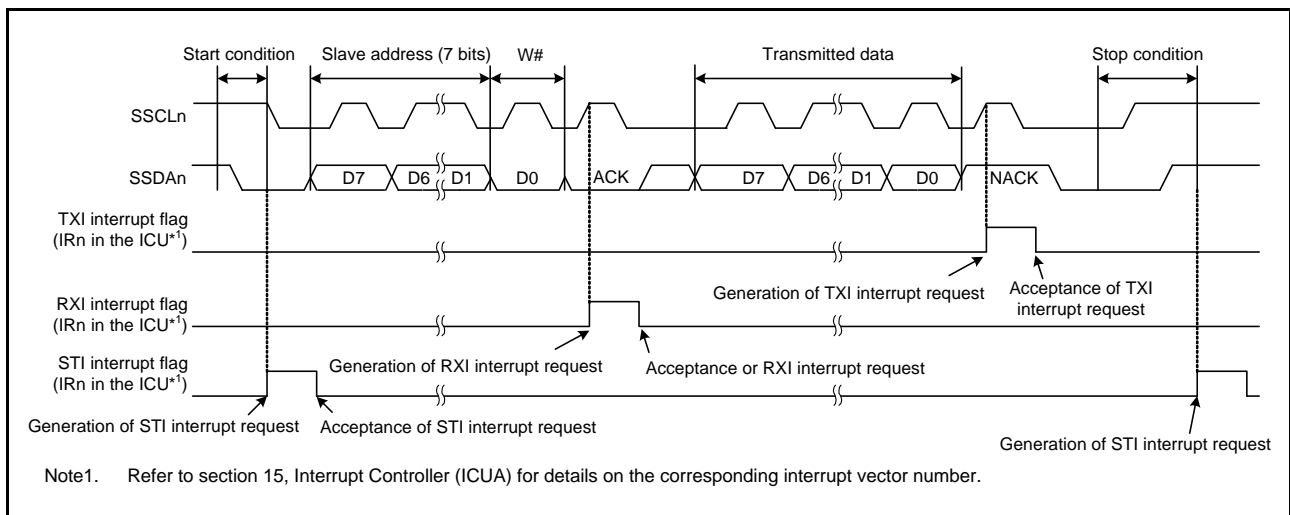 Start condition Slave address (7 bits) W# Transmitted data Stop condition
SSCLn
SSDAn D7 D6 D1 D0 ACK D7 D6 D1 D0 NACK
TXI interrupt flag
(IRn in the ICU*1)
Generation of TXI interrupt request
Acceptance of TXI
interrupt request
RXI interrupt flag
(IRn in the ICU*1)
Generation of RXI interrupt request
Acceptance or RXI interrupt request
STI interrupt flag
(IRn in the ICU*1)
Generation of STI interrupt request
Acceptance of STI interrupt request
Generation of STI interrupt request
Note1. Refer to section 15, Interrupt Controller (ICUA) for details on the corresponding interrupt vector number.